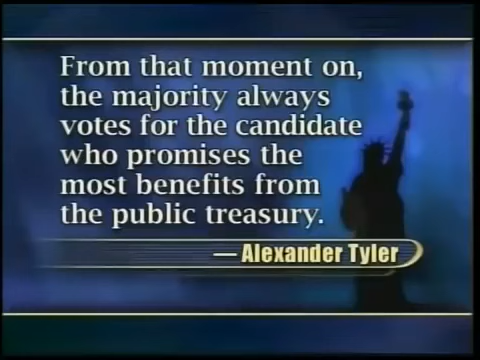 From that moment on,
the majority always
votes for the candidate
who promises the
most benefits from
the public treasury.
— Alexander Tyler